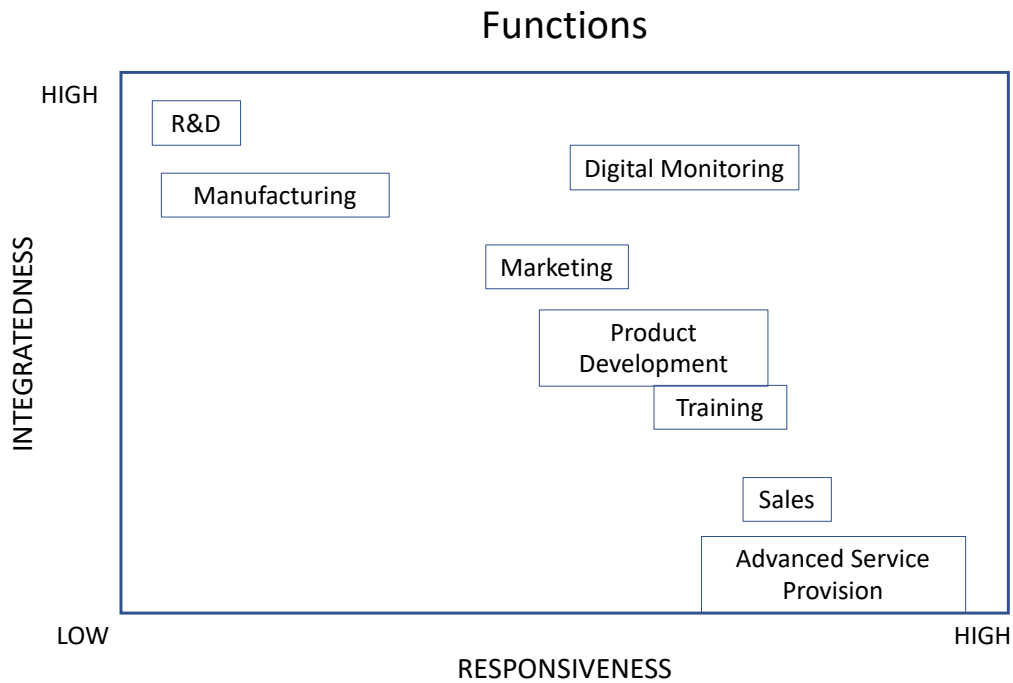 Functions
HIGH
R&D
Digital Monitoring
Manufacturing
Marketing
Product
Development
Training
Sales
Advanced Service
Provision
INTEGRATEDNESS
LOW
HIGH
RESPONSIVENESS